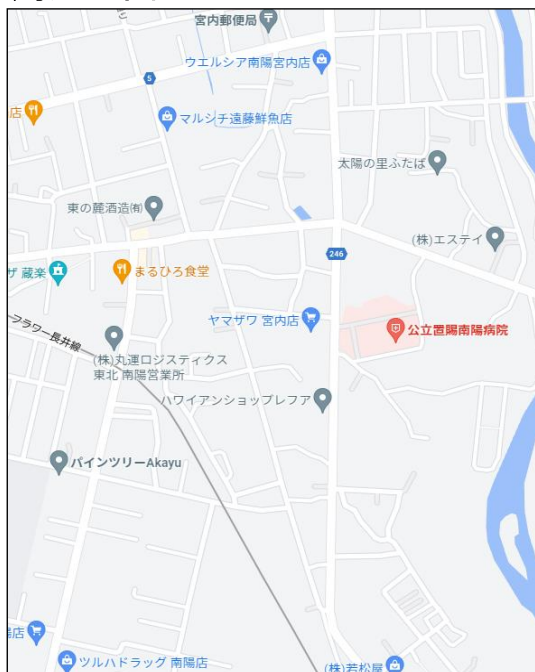 宮内郵便局
ウエルシア南陽宮内店
5
店
マルシチ遠藤鮮魚店
太陽の里ふたば
東の麓酒造㈲
(株)エステイ
246
ザ 蔵楽
まるひろ食堂
ヤマザワ 宮内店
公立置賜南陽病院
フラワー長井線
(株)丸運ロジスティクス
東北 南陽営業所
ハワイアンショップレフア
パインツリーAkayu
店
ツルハドラッグ 南陽店
(株)若松屋